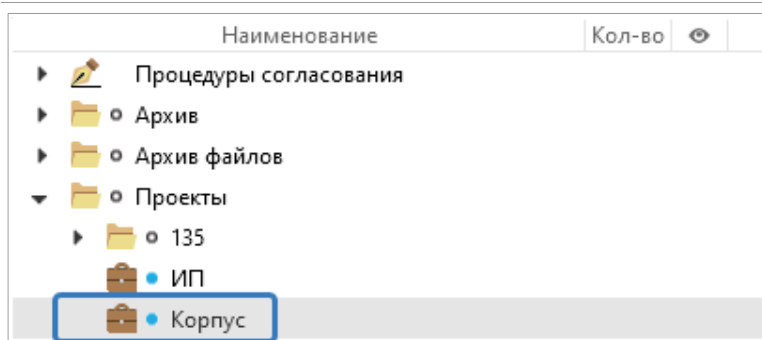 Наименование Кол-во
Процедуры согласования
Архив
Архив файлов
Проекты
135
ИП
Корпус